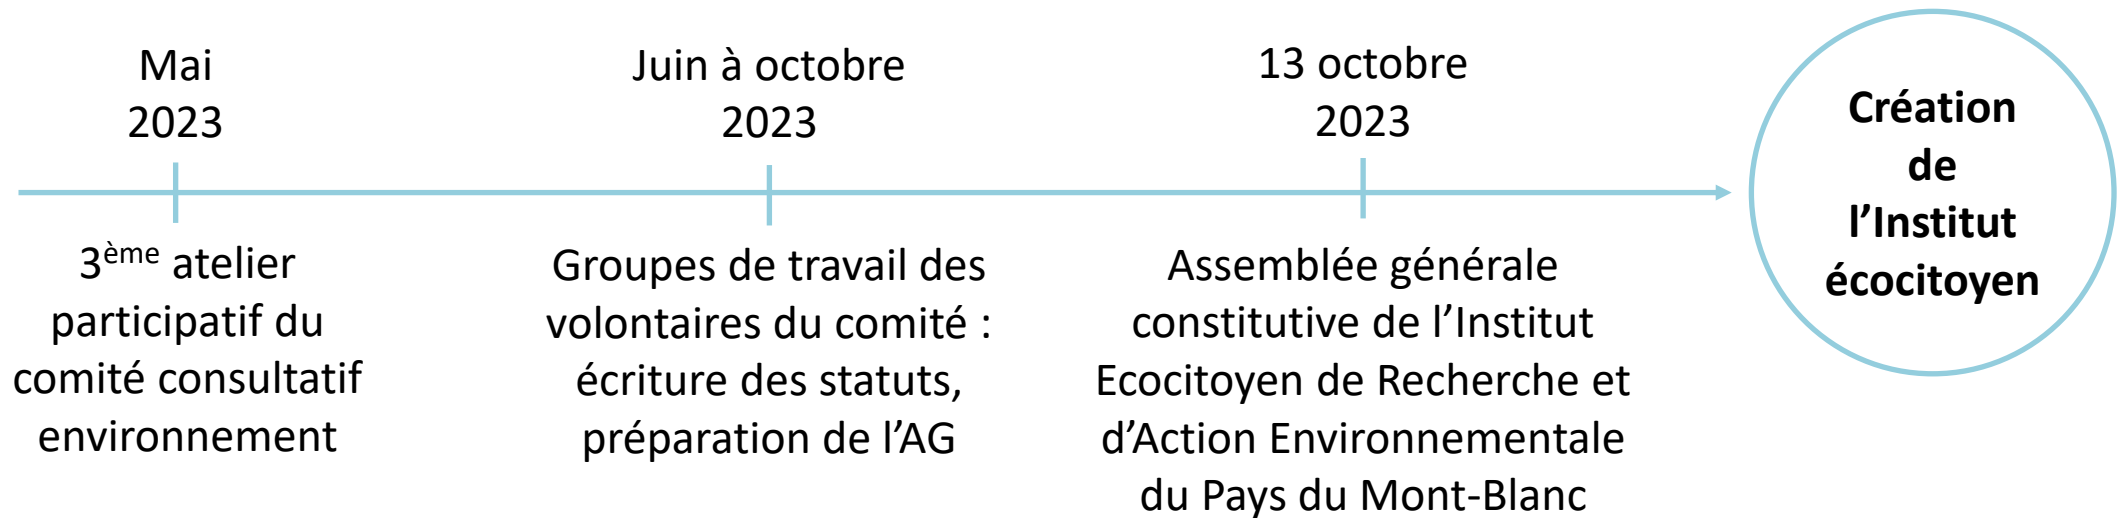 Mai
2023
3ème atelier
participatif du
comité consultatif
environnement
Juin à octobre
2023
Groupes de travail des
volontaires du comité :
écriture des statuts,
préparation de l’AG
13 octobre
2023
Assemblée générale
constitutive de l’Institut
Ecocitoyen de Recherche et
d’Action Environnementale
du Pays du Mont-Blanc
Création
de
l’Institut
écocitoyen